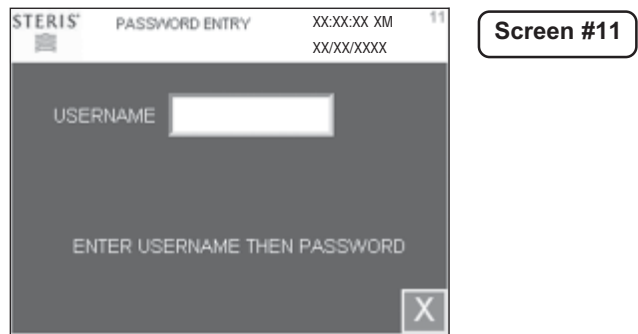 STERIS® PASSWORD ENTRY XX:XX:XX XM 11
XX/XX/XXXX
Screen #11
USERNAME
ENTER USERNAME THEN PASSWORD
X